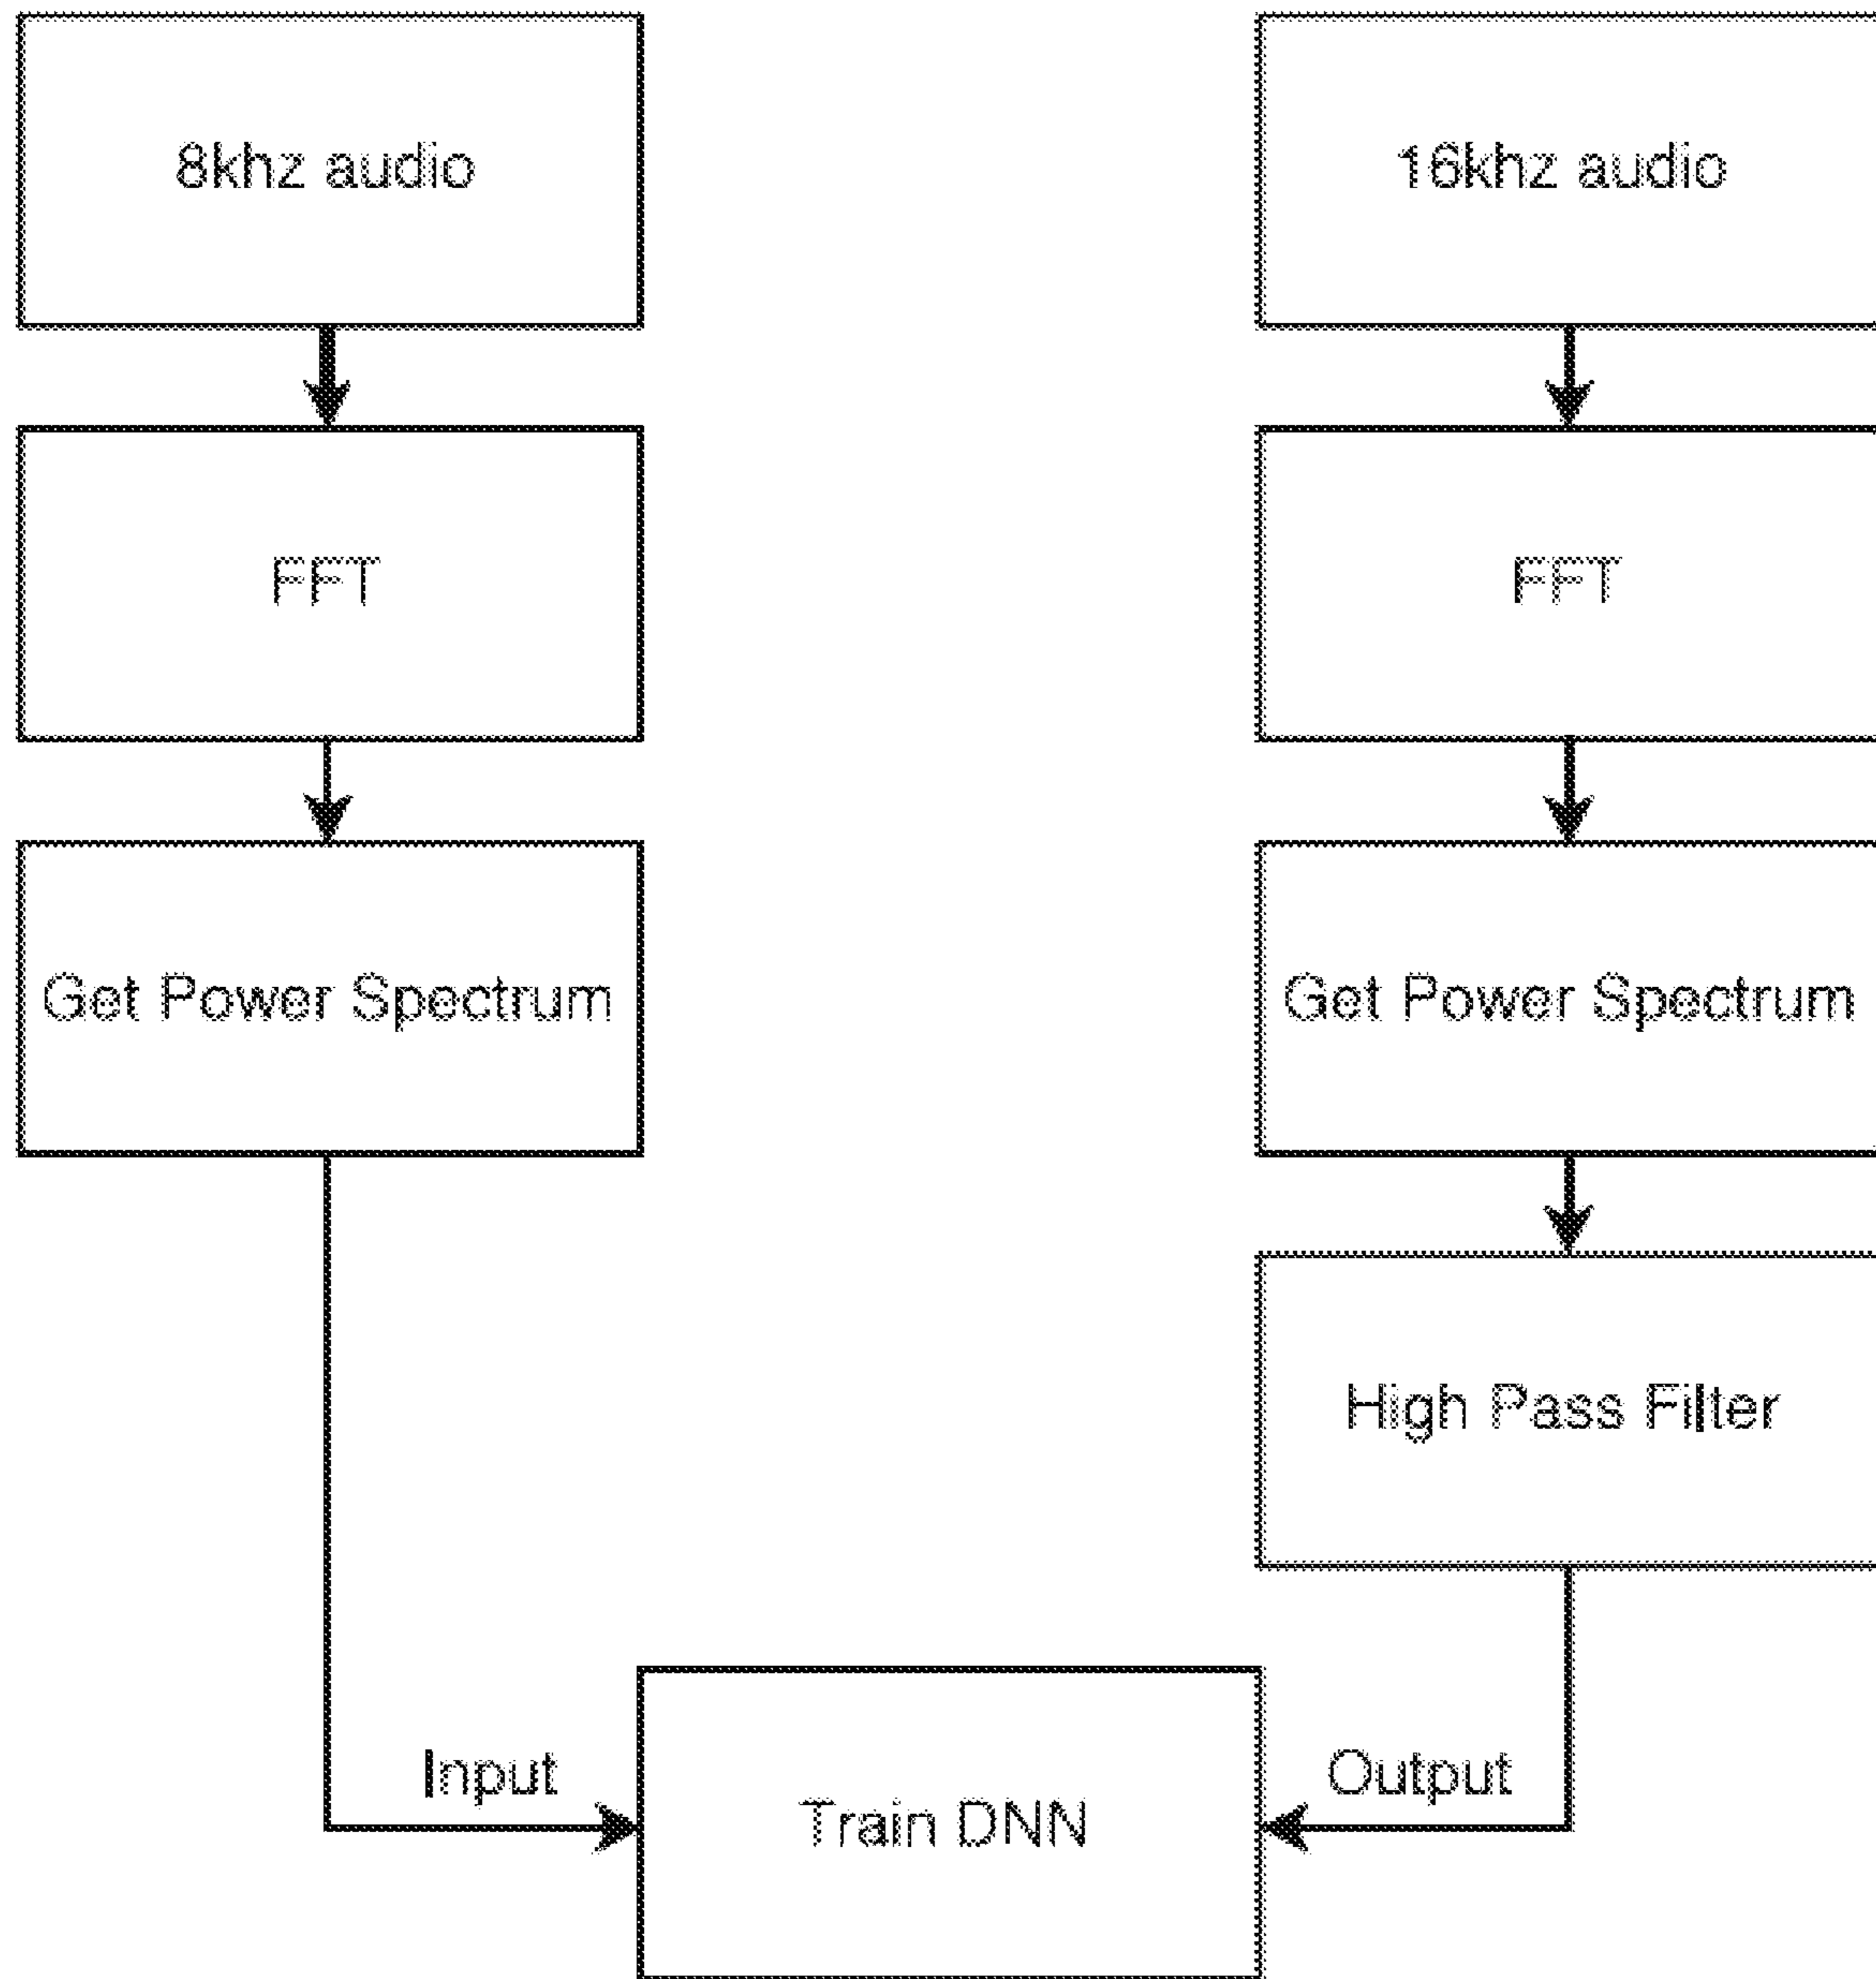 8khz audio
16khz audio
FFT
FFT
Get Power Spectrum
Get Power Spectrum
High Pass Filter
Input
Output
Train DNN